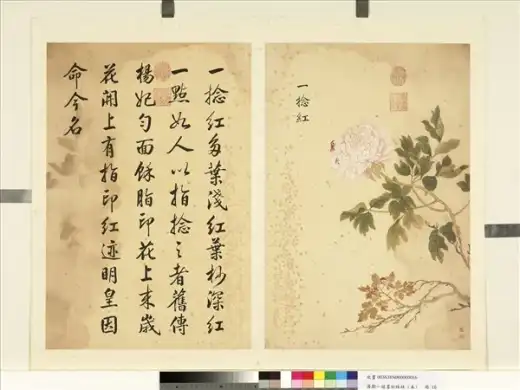 一捻紅
一捻紅多葉淺紅葉杪深紅
一點如人以指捻之者舊傳
楊妃勻面餘脂印花上來歲
花開上有指印紅迹明皇因
命今名